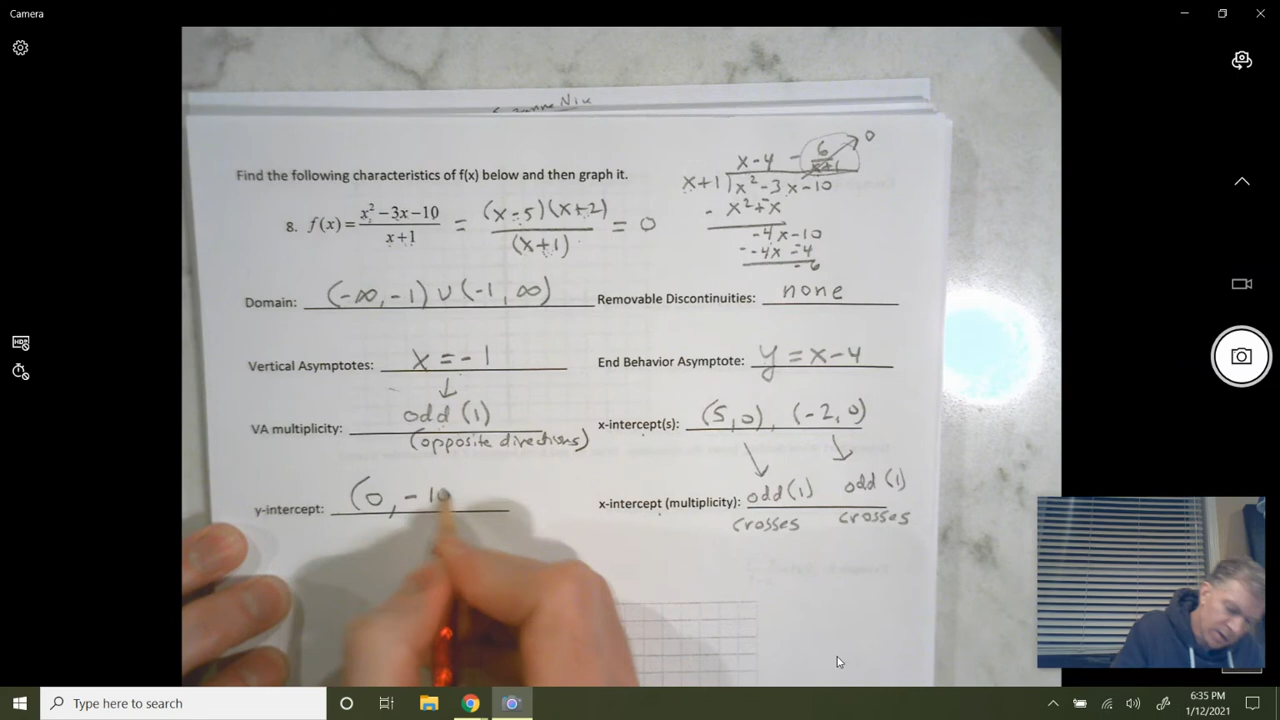 Camera
Find the following characteristics of f(x) below and then graph it.
8. f(x) = (x² - 3x - 10)/(x + 1) = ((x-5)(x+2))/((x+1)) = 0
x-4 - 6/(x+1) → 0
x+1 ) x² - 3x - 10
- x² + x
-4x - 10
- -4x - 4
-6
Domain: (-∞, -1) ∪ (-1, ∞)
Removable Discontinuities: none
Vertical Asymptotes: x = -1
End Behavior Asymptote: y = x-4
VA multiplicity: odd (1)
(opposite directions)
x-intercept(s): (5, 0), (-2, 0)
y-intercept: (0, -10
x-intercept (multiplicity): odd (1) odd (1)
crosses crosses
Type here to search
6:35 PM
1/12/2021